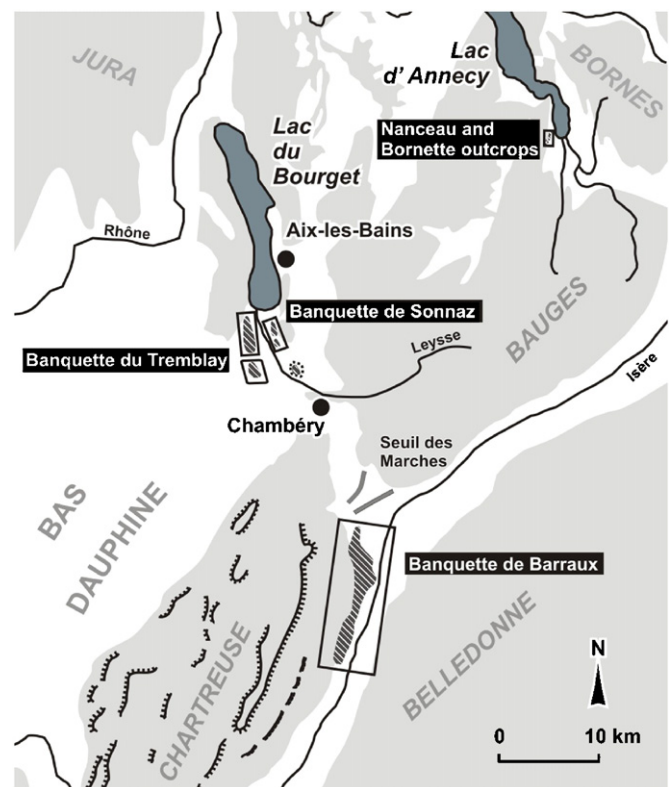 JURA
Lac
d' Annecy
BORNES
Nanceau and
Bornette outcrops
Lac
du
Bourget
Rhône
Aix-les-Bains
Banquette de Sonnaz
BAUGES
Leysse
Isère
Banquette du Tremblay
Chambéry
Seuil des
Marches
BAS
DAUPHINE
Banquette de Barraux
CHARTREUSE
BELLEDONNE
N
0 10 km